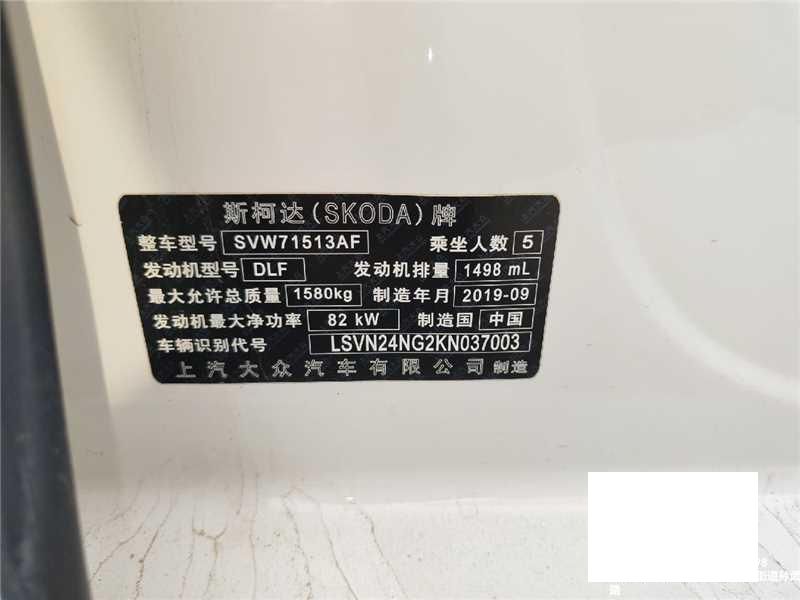 斯柯达(SKODA)牌
整车型号 SVW71513AF 乘坐人数 5
发动机型号 DLF 发动机排量 1498 mL
最大允许总质量 1580kg 制造年月 2019-09
发动机最大净功率 82 kW 制造国 中国
车辆识别代号 LSVN24NG2KN037003
上汽大众汽车有限公司 制造
路